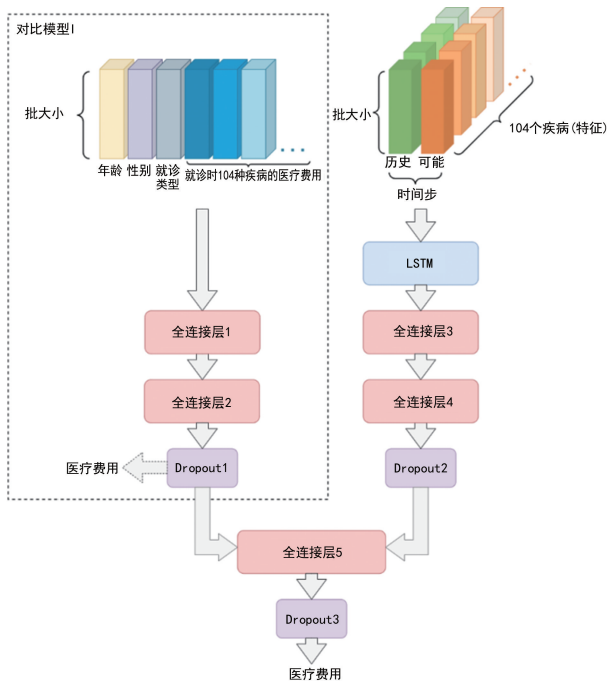 对比模型I
批大小
年龄 性别 就诊类型 就诊时104种疾病的医疗费用
批大小
104个疾病(特征)
历史 可能
时间步
LSTM
全连接层1
全连接层3
全连接层2
全连接层4
医疗费用
Dropout1
Dropout2
全连接层5
Dropout3
医疗费用